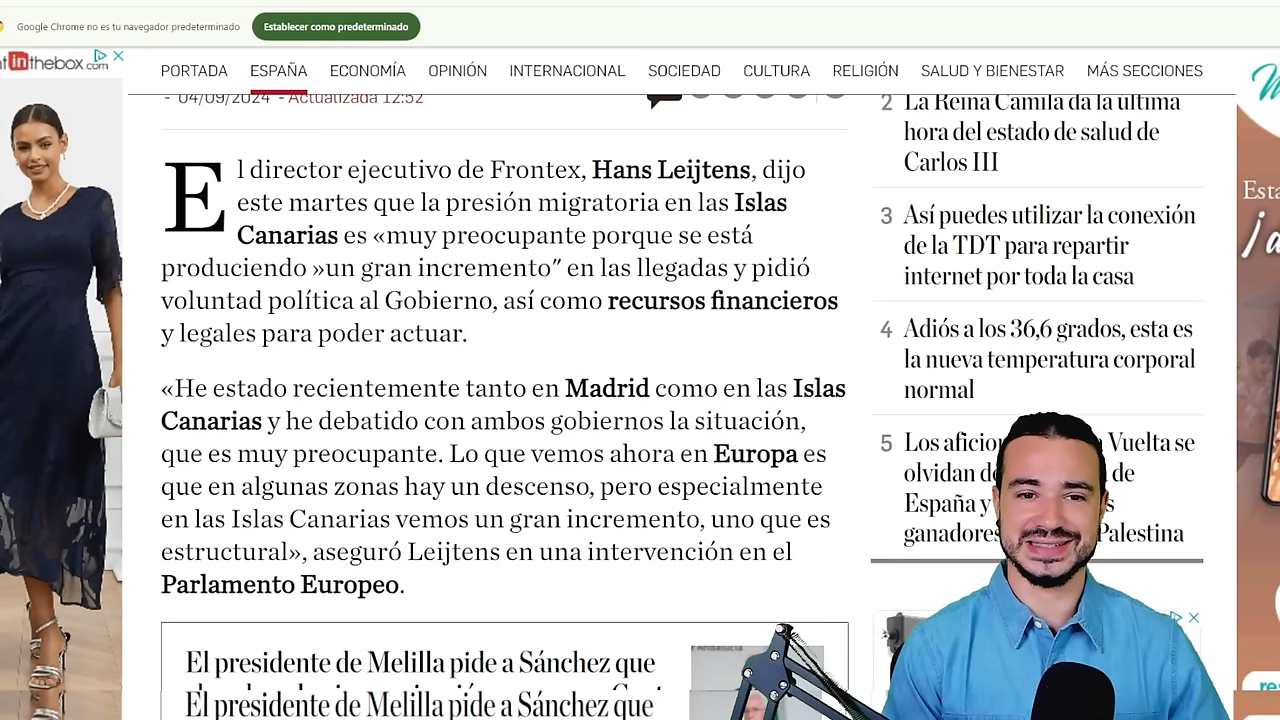 Google Chrome no es tu navegador predeterminado
Establecer como predeterminado
inthebox.com
PORTADA ESPAÑA ECONOMÍA OPINIÓN INTERNACIONAL SOCIEDAD CULTURA RELIGIÓN SALUD Y BIENESTAR MÁS SECCIONES
- 04/09/2024 - Actualizada 12:52
El director ejecutivo de Frontex, Hans Leijtens, dijo
este martes que la presión migratoria en las Islas
Canarias es «muy preocupante porque se está
produciendo »un gran incremento" en las llegadas y pidió
voluntad política al Gobierno, así como recursos financieros
y legales para poder actuar.
«He estado recientemente tanto en Madrid como en las Islas
Canarias y he debatido con ambos gobiernos la situación,
que es muy preocupante. Lo que vemos ahora en Europa es
que en algunas zonas hay un descenso, pero especialmente
en las Islas Canarias vemos un gran incremento, uno que es
estructural», aseguró Leijtens en una intervención en el
Parlamento Europeo.
El presidente de Melilla pide a Sánchez que
El presidente de Melilla pide a Sánchez que
2 La Reina Camila da la última
hora del estado de salud de
Carlos III
3 Así puedes utilizar la conexión
de la TDT para repartir
internet por toda la casa
4 Adiós a los 36,6 grados, esta es
la nueva temperatura corporal
normal
5 Los Vuelta se
olvidan de
España y
ganadores Palestina